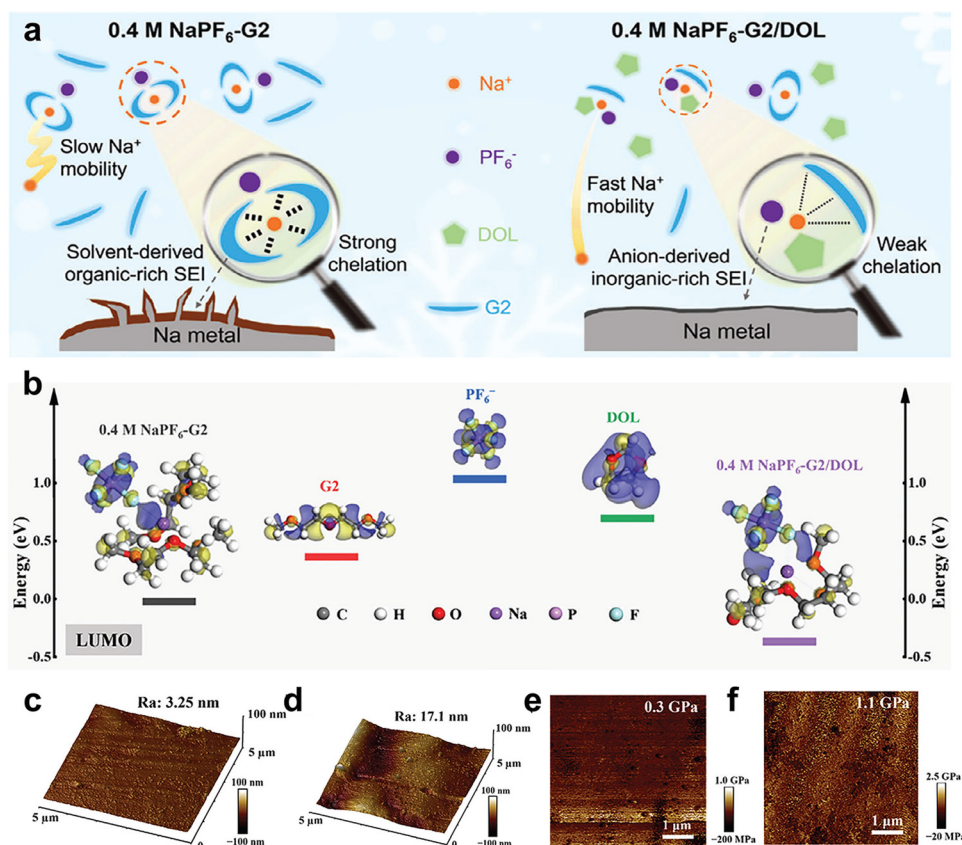 a
0.4 M NaPF₆-G2
0.4 M NaPF₆-G2/DOL
Slow Na⁺
mobility
Solvent-derived
organic-rich SEI
Strong
chelation
Na metal
Na⁺
PF₆⁻
DOL
G2
Fast Na⁺
mobility
Anion-derived
inorganic-rich SEI
Weak
chelation
Na metal
b
Energy (eV)
1.0
0.5
0.0
-0.5
0.4 M NaPF₆-G2
G2
PF₆⁻
DOL
0.4 M NaPF₆-G2/DOL
C H O Na P F
LUMO
1.0
0.5
0.0
-0.5
Energy (eV)
c
Ra: 3.25 nm
100 nm
5 µm
5 µm
0
100 nm
−100 nm
d
Ra: 17.1 nm
100 nm
5 µm
5 µm
0
100 nm
−100 nm
e
0.3 GPa
1 µm
1.0 GPa
−200 MPa
f
1.1 GPa
1 µm
2.5 GPa
−20 MPa